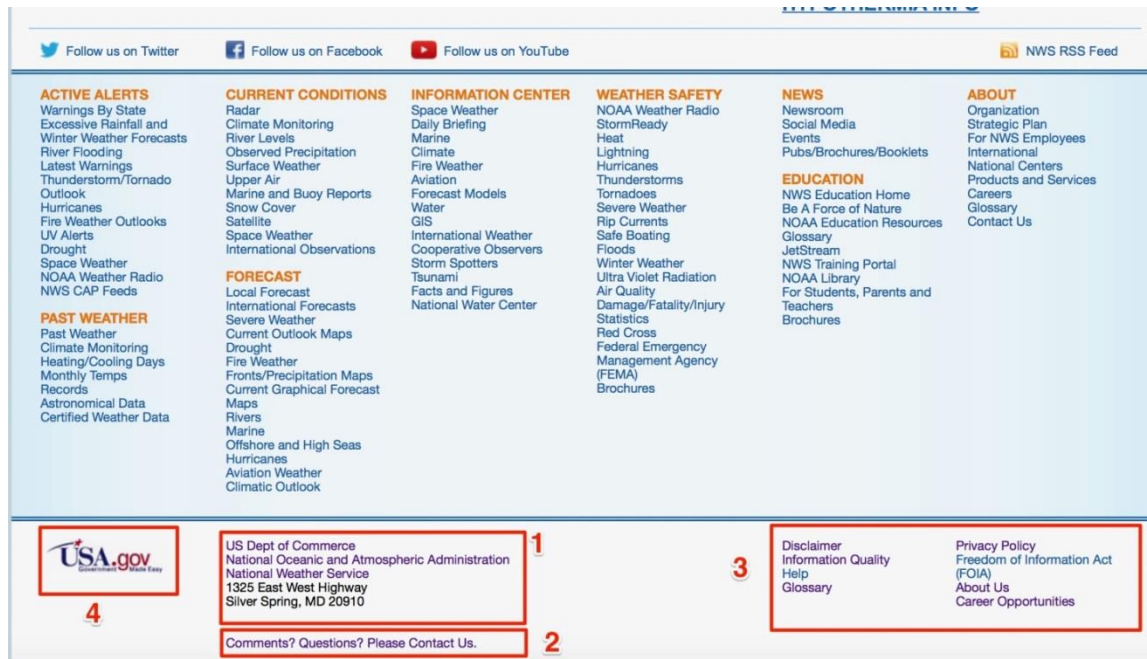 HYPOTHERMIA INFO
Follow us on Twitter
Follow us on Facebook
Follow us on YouTube
NWS RSS Feed
ACTIVE ALERTS
Warnings By State
Excessive Rainfall and
Winter Weather Forecasts
River Flooding
Latest Warnings
Thunderstorm/Tornado
Outlook
Hurricanes
Fire Weather Outlooks
UV Alerts
Drought
Space Weather
NOAA Weather Radio
NWS CAP Feeds
PAST WEATHER
Past Weather
Climate Monitoring
Heating/Cooling Days
Monthly Temps
Records
Astronomical Data
Certified Weather Data
CURRENT CONDITIONS
Radar
Climate Monitoring
River Levels
Observed Precipitation
Surface Weather
Upper Air
Marine and Buoy Reports
Snow Cover
Satellite
Space Weather
International Observations
FORECAST
Local Forecast
International Forecasts
Severe Weather
Current Outlook Maps
Drought
Fire Weather
Fronts/Precipitation Maps
Current Graphical Forecast
Maps
Rivers
Marine
Offshore and High Seas
Hurricanes
Aviation Weather
Climatic Outlook
INFORMATION CENTER
Space Weather
Daily Briefing
Marine
Climate
Fire Weather
Aviation
Forecast Models
Water
GIS
International Weather
Cooperative Observers
Storm Spotters
Tsunami
Facts and Figures
National Water Center
WEATHER SAFETY
NOAA Weather Radio
StormReady
Heat
Lightning
Hurricanes
Thunderstorms
Tornadoes
Severe Weather
Rip Currents
Safe Boating
Floods
Winter Weather
Ultra Violet Radiation
Air Quality
Damage/Fatality/Injury
Statistics
Red Cross
Federal Emergency
Management Agency
(FEMA)
Brochures
NEWS
Newsroom
Social Media
Events
Pubs/Brochures/Booklets
EDUCATION
NWS Education Home
Be A Force of Nature
NOAA Education Resources
Glossary
JetStream
NWS Training Portal
NOAA Library
For Students, Parents and
Teachers
Brochures
ABOUT
Organization
Strategic Plan
For NWS Employees
International
National Centers
Products and Services
Careers
Glossary
Contact Us
USA.gov
Government Made Easy
4
US Dept of Commerce
National Oceanic and Atmospheric Administration
National Weather Service
1325 East West Highway
Silver Spring, MD 20910
1
Comments? Questions? Please Contact Us.
2
3
Disclaimer
Information Quality
Help
Glossary
Privacy Policy
Freedom of Information Act
(FOIA)
About Us
Career Opportunities